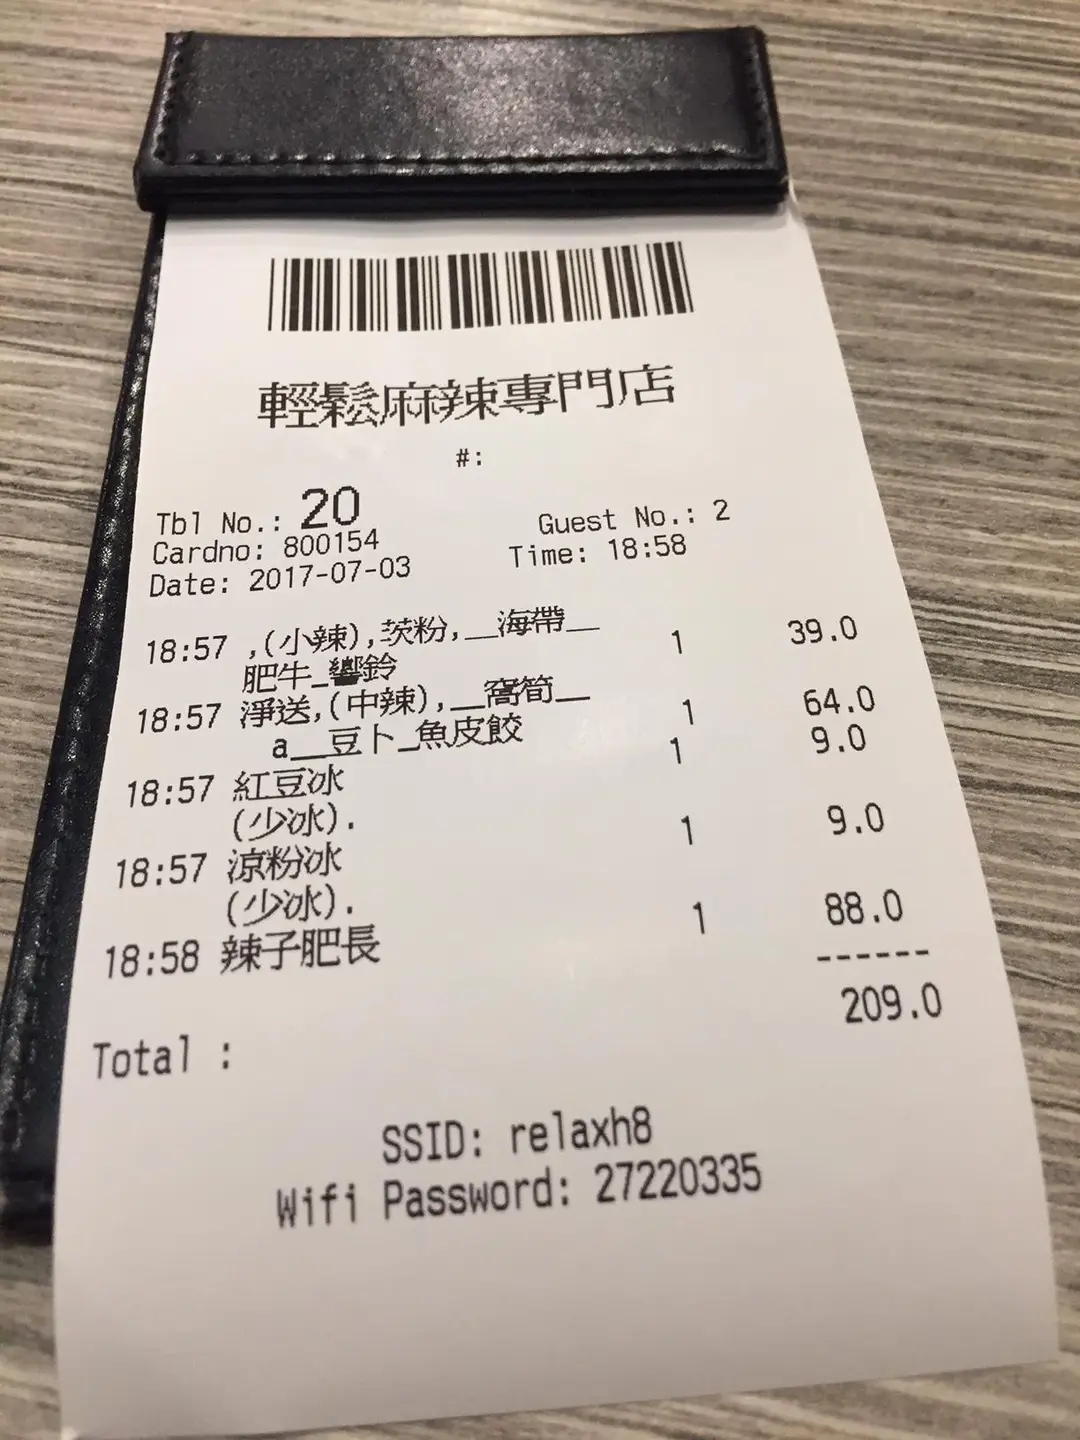 輕鬆麻辣專門店
#:
Tbl No.: 20 Guest No.: 2
Cardno: 800154 Time: 18:58
Date: 2017-07-03
18:57 ,(小辣),茨粉,__海帶__ 1 39.0
肥牛_響鈴
18:57 淨送,(中辣),__窩筍__ 1 64.0
a__豆卜_魚皮餃
18:57 紅豆冰 1 9.0
(少冰).
18:57 涼粉冰 1 9.0
(少冰).
18:58 辣子肥長 1 88.0
------
Total : 209.0
SSID: relaxh8
Wifi Password: 27220335